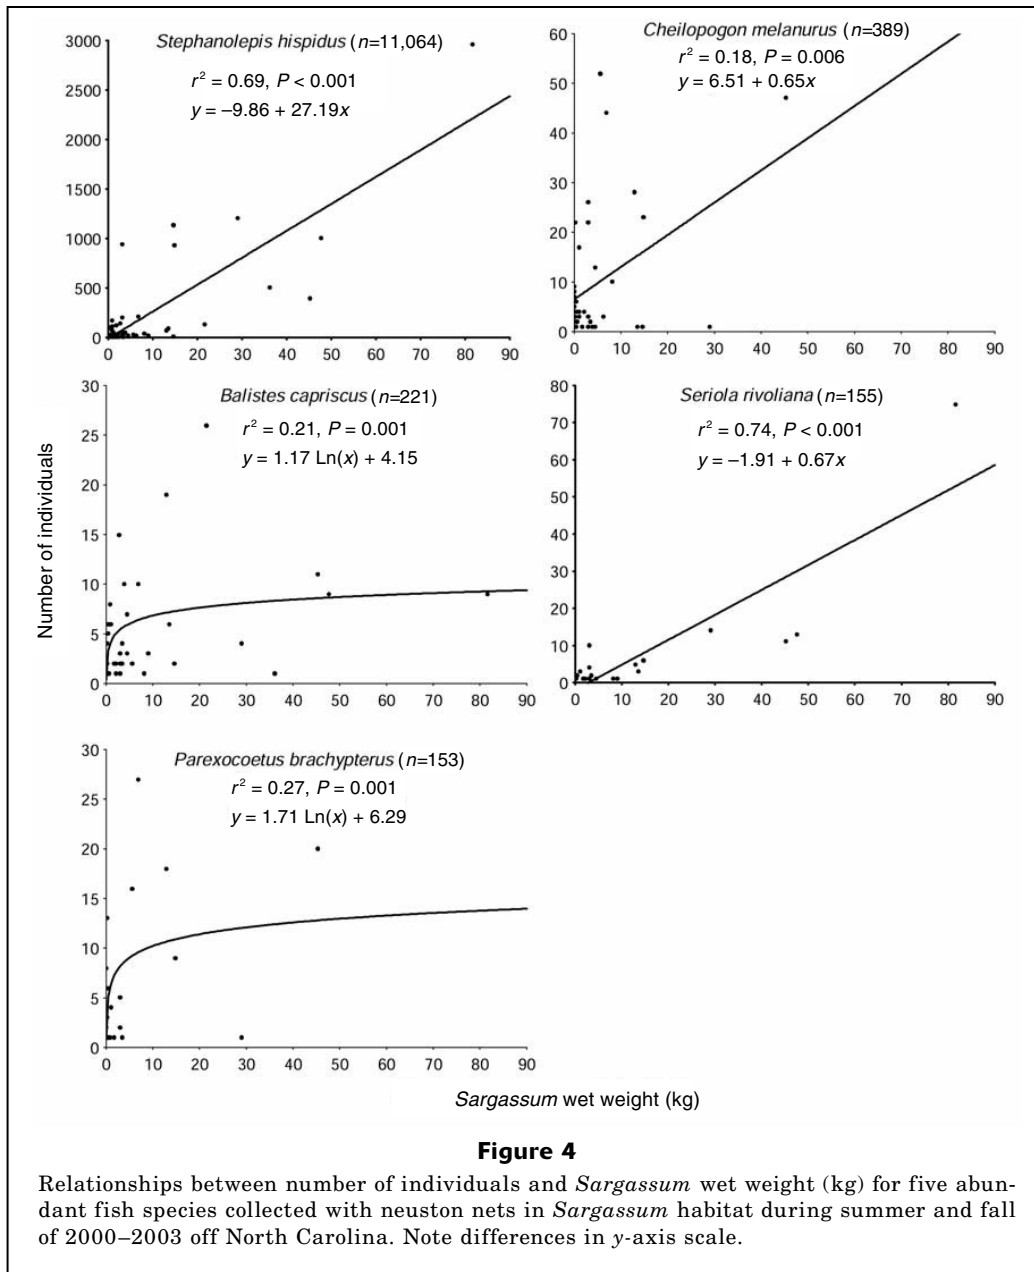 Stephanolepis hispidus (n=11,064)
r² = 0.69, P < 0.001
y = –9.86 + 27.19x
3000
2500
2000
1500
1000
500
0
0 10 20 30 40 50 60 70 80 90
Cheilopogon melanurus (n=389)
r² = 0.18, P = 0.006
y = 6.51 + 0.65x
60
50
40
30
20
10
0
0 10 20 30 40 50 60 70 80 90
Balistes capriscus (n=221)
r² = 0.21, P = 0.001
y = 1.17 Ln(x) + 4.15
30
25
20
15
10
5
0
0 10 20 30 40 50 60 70 80 90
Seriola rivoliana (n=155)
r² = 0.74, P < 0.001
y = –1.91 + 0.67x
80
70
60
50
40
30
20
10
0
0 10 20 30 40 50 60 70 80 90
Number of individuals
Parexocoetus brachypterus (n=153)
r² = 0.27, P = 0.001
y = 1.71 Ln(x) + 6.29
30
25
20
15
10
5
0
0 10 20 30 40 50 60 70 80 90
Sargassum wet weight (kg)
Figure 4
Relationships between number of individuals and Sargassum wet weight (kg) for five abun-
dant fish species collected with neuston nets in Sargassum habitat during summer and fall
of 2000–2003 off North Carolina. Note differences in y-axis scale.